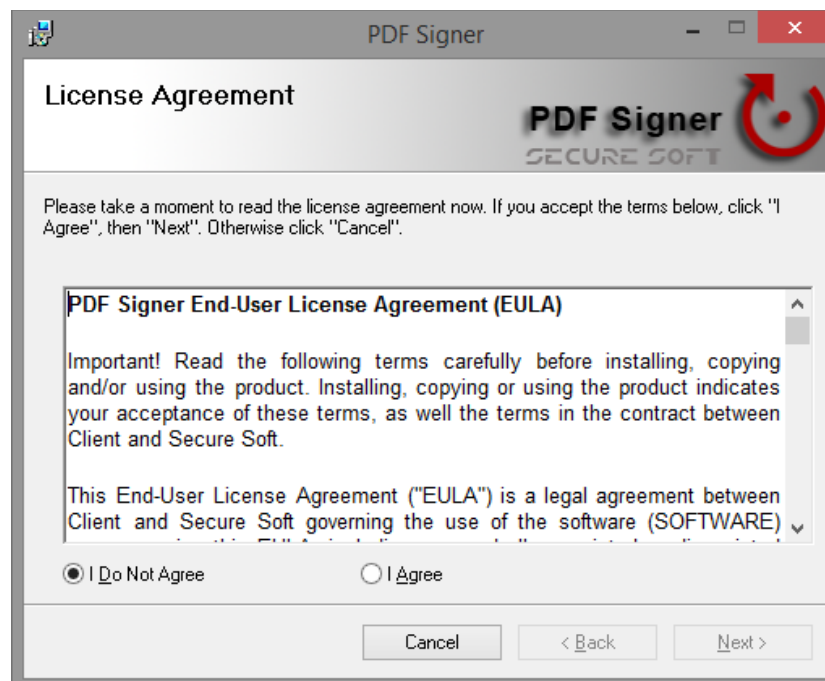 PDF Signer
License Agreement
PDF Signer
SECURE SOFT
Please take a moment to read the license agreement now. If you accept the terms below, click "I
Agree", then "Next". Otherwise click "Cancel".
PDF Signer End-User License Agreement (EULA)
Important! Read the following terms carefully before installing, copying
and/or using the product. Installing, copying or using the product indicates
your acceptance of these terms, as well the terms in the contract between
Client and Secure Soft.
This End-User License Agreement ("EULA") is a legal agreement between
Client and Secure Soft governing the use of the software (SOFTWARE)
I Do Not Agree
I Agree
Cancel
< Back
Next >